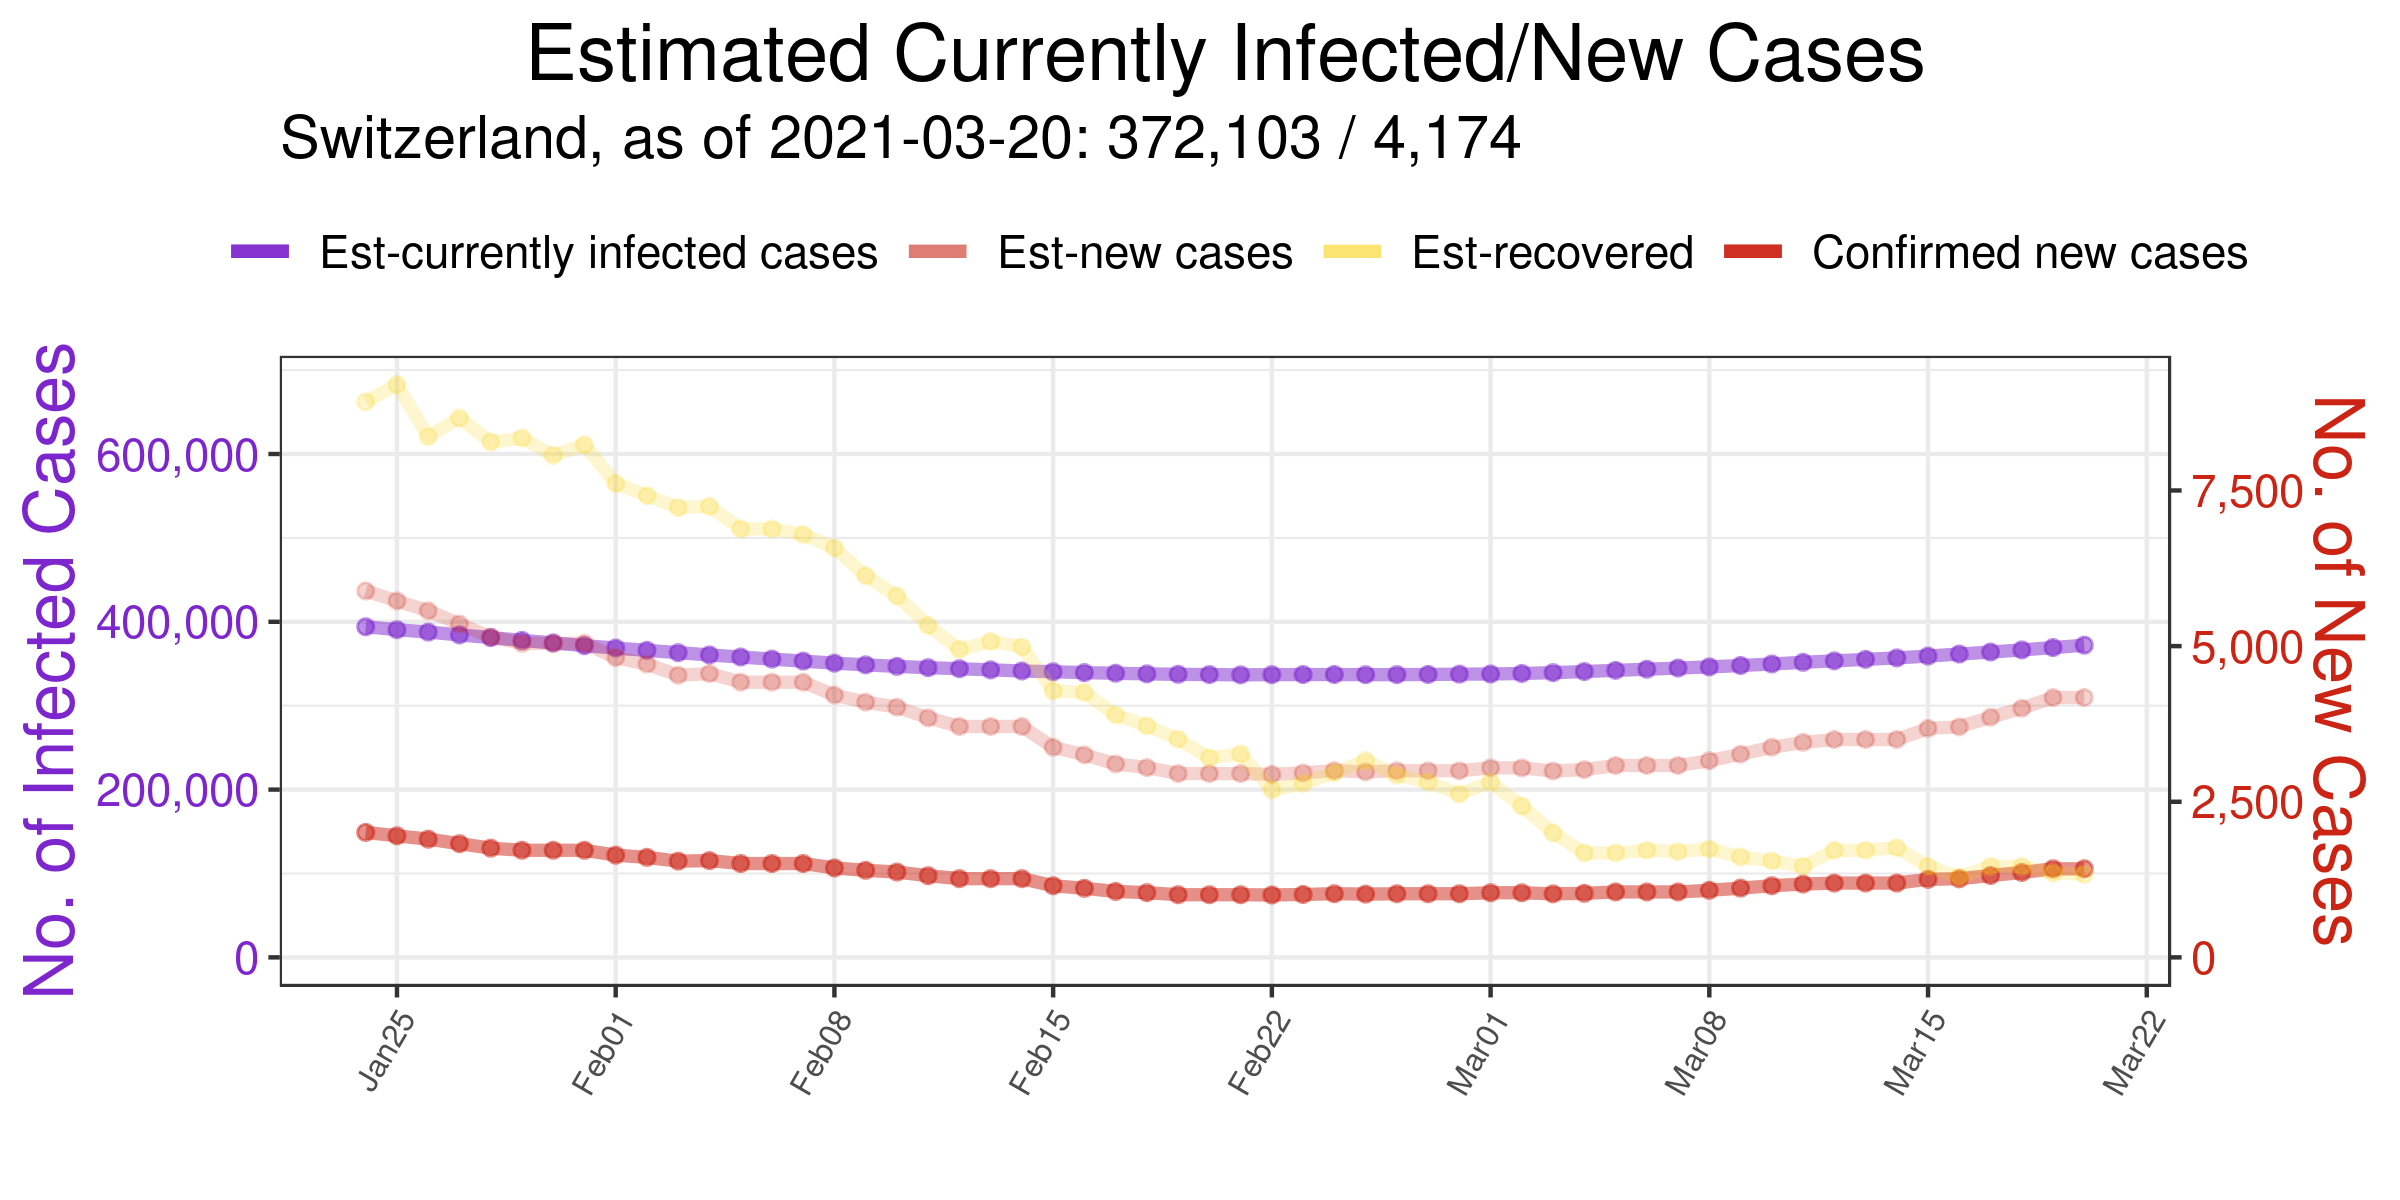 Estimated Currently Infected/New Cases
Switzerland, as of 2021-03-20: 372,103 / 4,174
Est-currently infected cases Est-new cases Est-recovered Confirmed new cases
No. of Infected Cases
600,000
400,000
200,000
0
7,500
5,000
2,500
0
No. of New Cases
Jan25 Feb01 Feb08 Feb15 Feb22 Mar01 Mar08 Mar15 Mar22